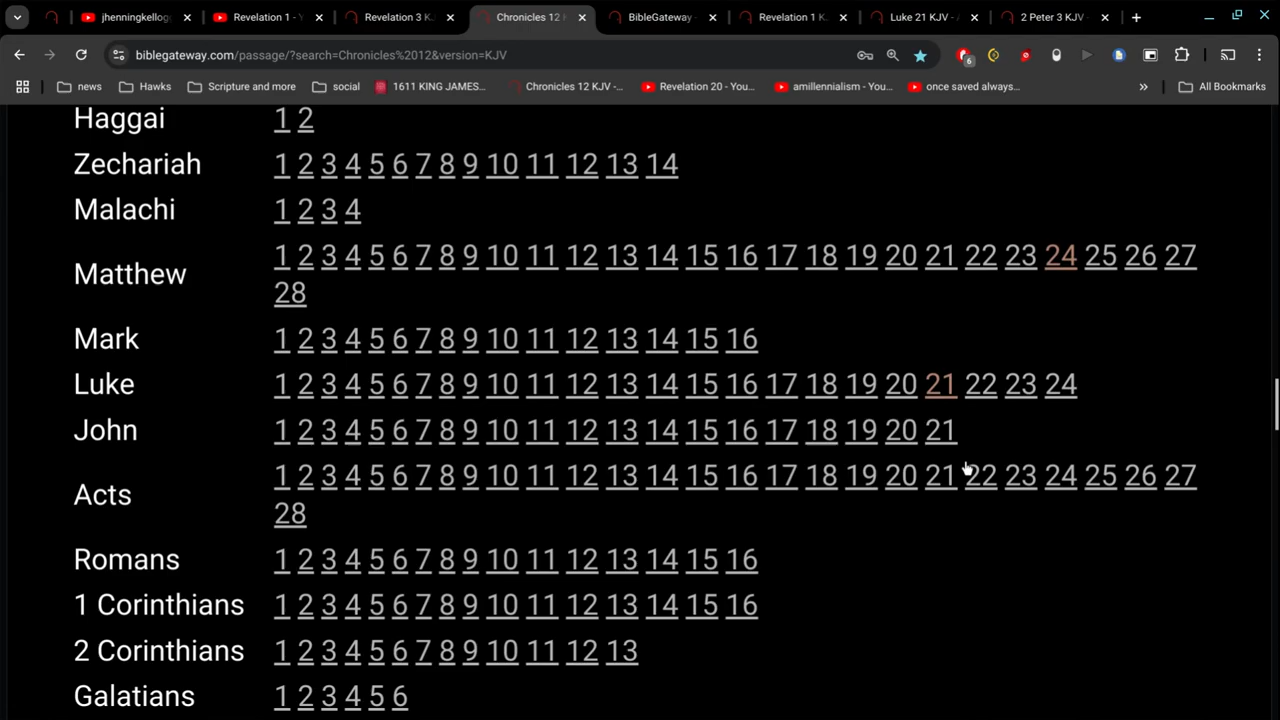 jhenningkellog
Revelation 1 - Y
Revelation 3 KJ
Chronicles 12 K
BibleGateway -
Revelation 1 K
Luke 21 KJV - A
2 Peter 3 KJV -
biblegateway.com/passage/?search=Chronicles%2012&version=KJV
6
news
Hawks
Scripture and more
social
1611 KING JAMES...
Chronicles 12 KJV -...
Revelation 20 - You...
amillennialism - You...
once saved always...
All Bookmarks
Haggai 1 2
Zechariah 1 2 3 4 5 6 7 8 9 10 11 12 13 14
Malachi 1 2 3 4
Matthew 1 2 3 4 5 6 7 8 9 10 11 12 13 14 15 16 17 18 19 20 21 22 23 24 25 26 27
28
Mark 1 2 3 4 5 6 7 8 9 10 11 12 13 14 15 16
Luke 1 2 3 4 5 6 7 8 9 10 11 12 13 14 15 16 17 18 19 20 21 22 23 24
John 1 2 3 4 5 6 7 8 9 10 11 12 13 14 15 16 17 18 19 20 21
Acts 1 2 3 4 5 6 7 8 9 10 11 12 13 14 15 16 17 18 19 20 21 22 23 24 25 26 27
28
Romans 1 2 3 4 5 6 7 8 9 10 11 12 13 14 15 16
1 Corinthians 1 2 3 4 5 6 7 8 9 10 11 12 13 14 15 16
2 Corinthians 1 2 3 4 5 6 7 8 9 10 11 12 13
Galatians 1 2 3 4 5 6